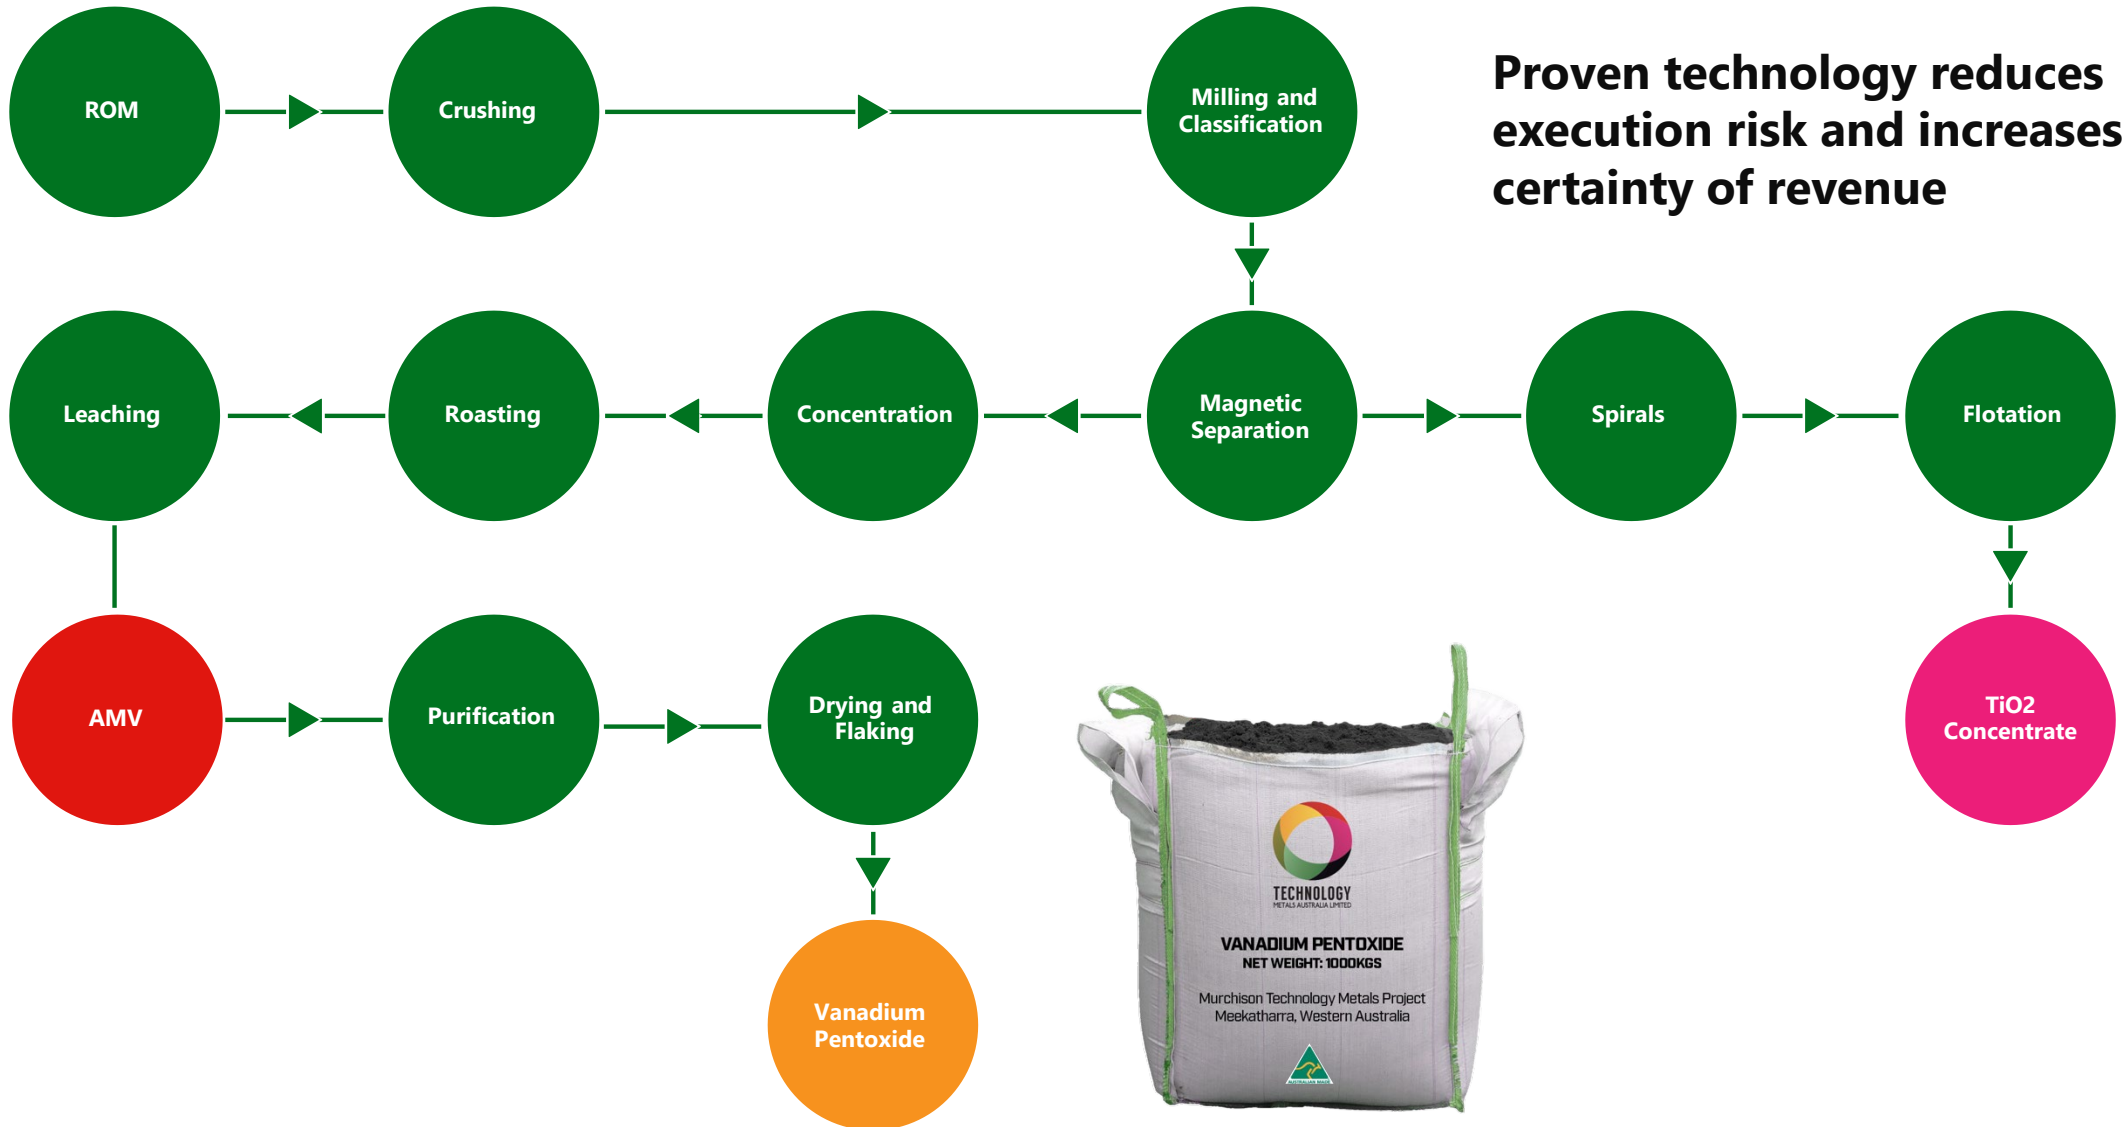 ROM
Crushing
Milling and
Classification
Proven technology reduces
execution risk and increases
certainty of revenue
Leaching
Roasting
Concentration
Magnetic
Separation
Spirals
Flotation
AMV
Purification
Drying and
Flaking
TiO2
Concentrate
Vanadium
Pentoxide
TECHNOLOGY
METALS AUSTRALIA LIMITED
VANADIUM PENTOXIDE
NET WEIGHT: 1000KGS
Murchison Technology Metals Project
Meekatharra, Western Australia
AUSTRALIAN MADE